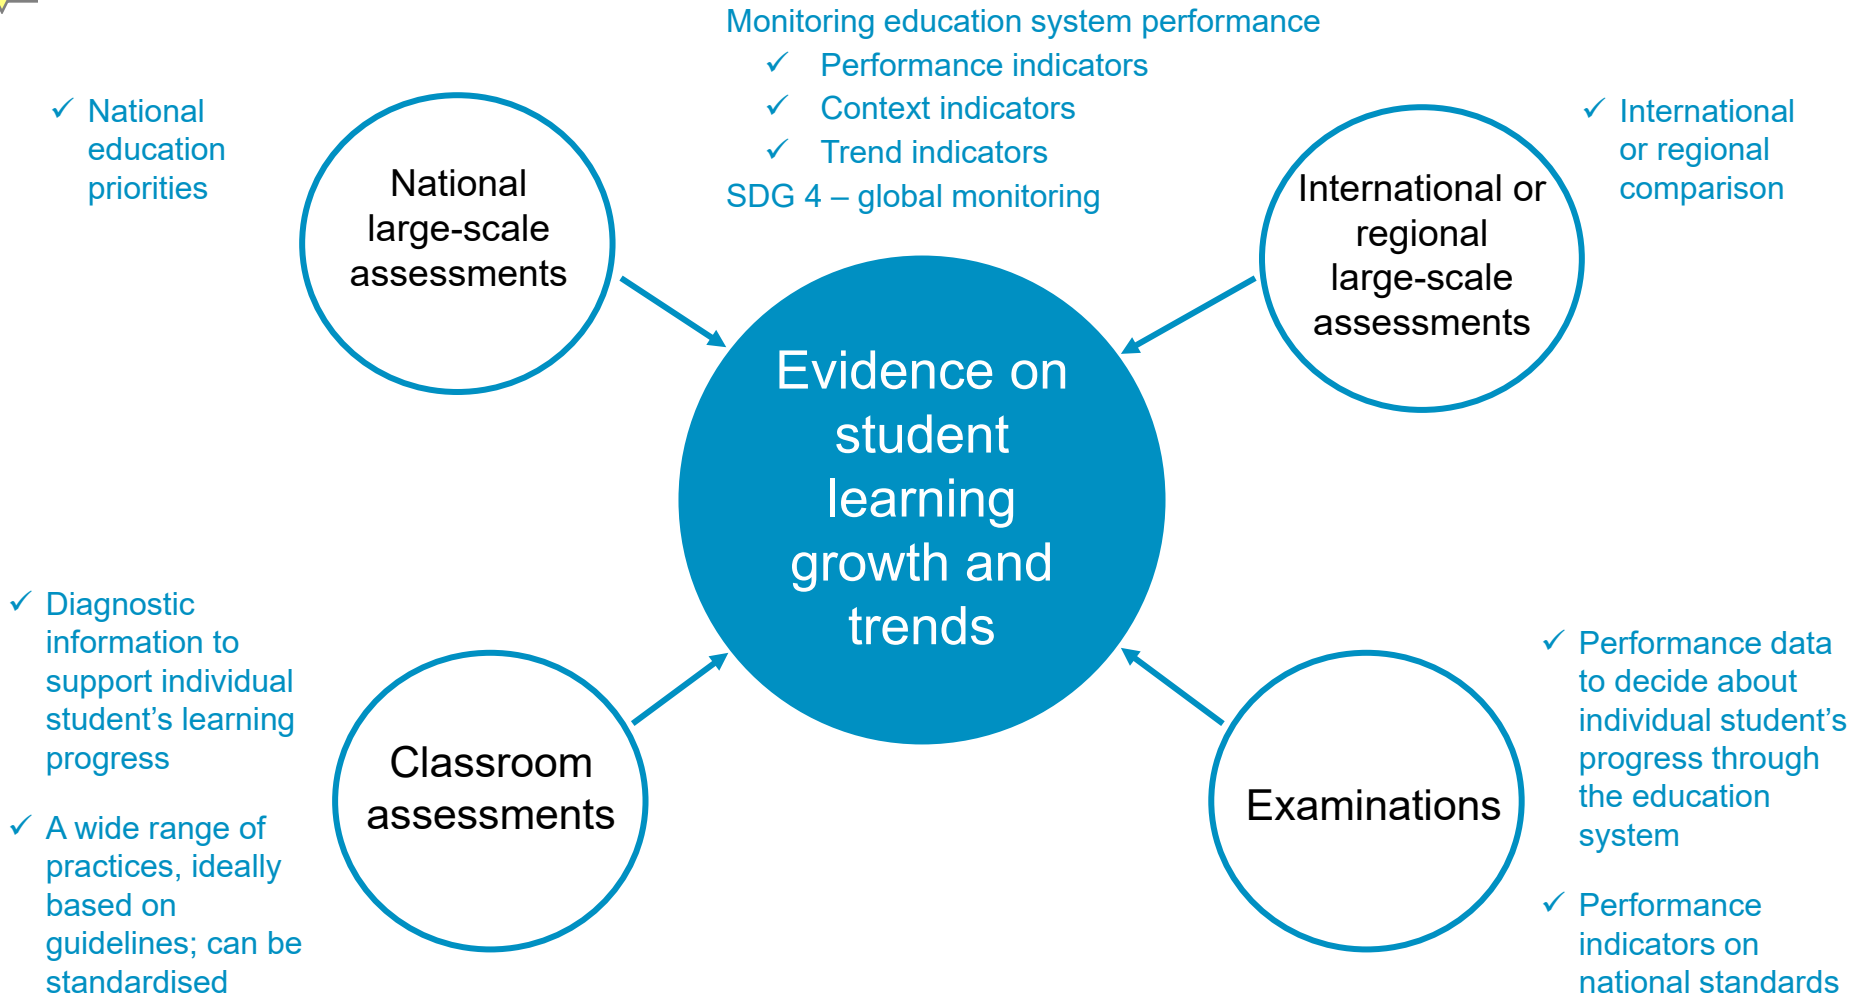 Monitoring education system performance
✓ Performance indicators
✓ Context indicators
✓ Trend indicators
SDG 4 – global monitoring
✓ National
education
priorities
National
large-scale
assessments
International or
regional
large-scale
assessments
✓ International
or regional
comparison
Evidence on
student
learning
growth and
trends
✓ Diagnostic
information to
support individual
student’s learning
progress
✓ A wide range of
practices, ideally
based on
guidelines; can be
standardised
Classroom
assessments
Examinations
✓ Performance data
to decide about
individual student’s
progress through
the education
system
✓ Performance
indicators on
national standards